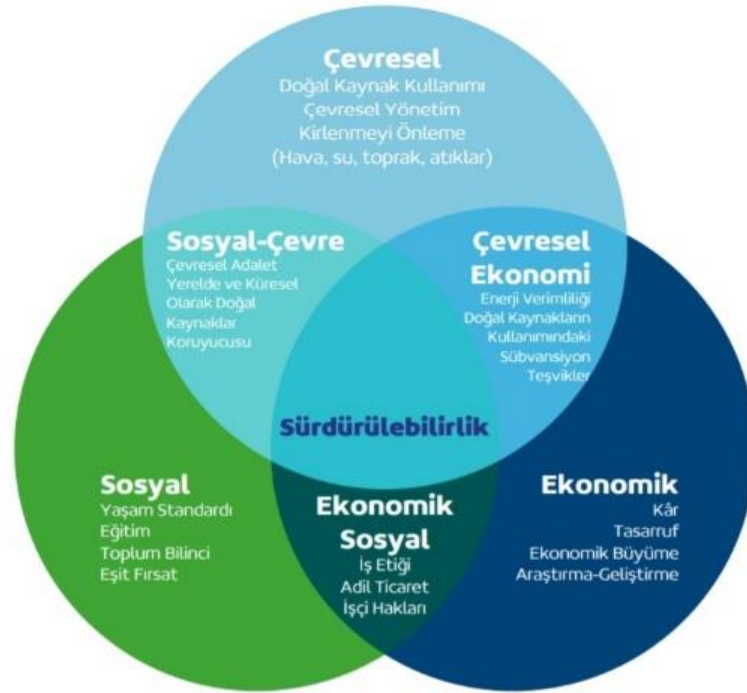 Çevresel
Doğal Kaynak Kullanımı
Çevresel Yönetim
Kirlenmeyi Önleme
(Hava, su, toprak, atıklar)
Sosyal-Çevre
Çevresel Adalet
Yerelde ve Küresel
Olarak Doğal
Kaynaklar
Koruyucusu
Çevresel
Ekonomi
Enerji Verimliliği
Doğal Kaynakların
Kullanımındaki
Sübvansiyon
Teşvikler
Sürdürülebilirlik
Sosyal
Yaşam Standardı
Eğitim
Toplum Bilinci
Eşit Fırsat
Ekonomik
Sosyal
İş Etiği
Adil Ticaret
İşçi Hakları
Ekonomik
Kâr
Tasarruf
Ekonomik Büyüme
Araştırma-Geliştirme